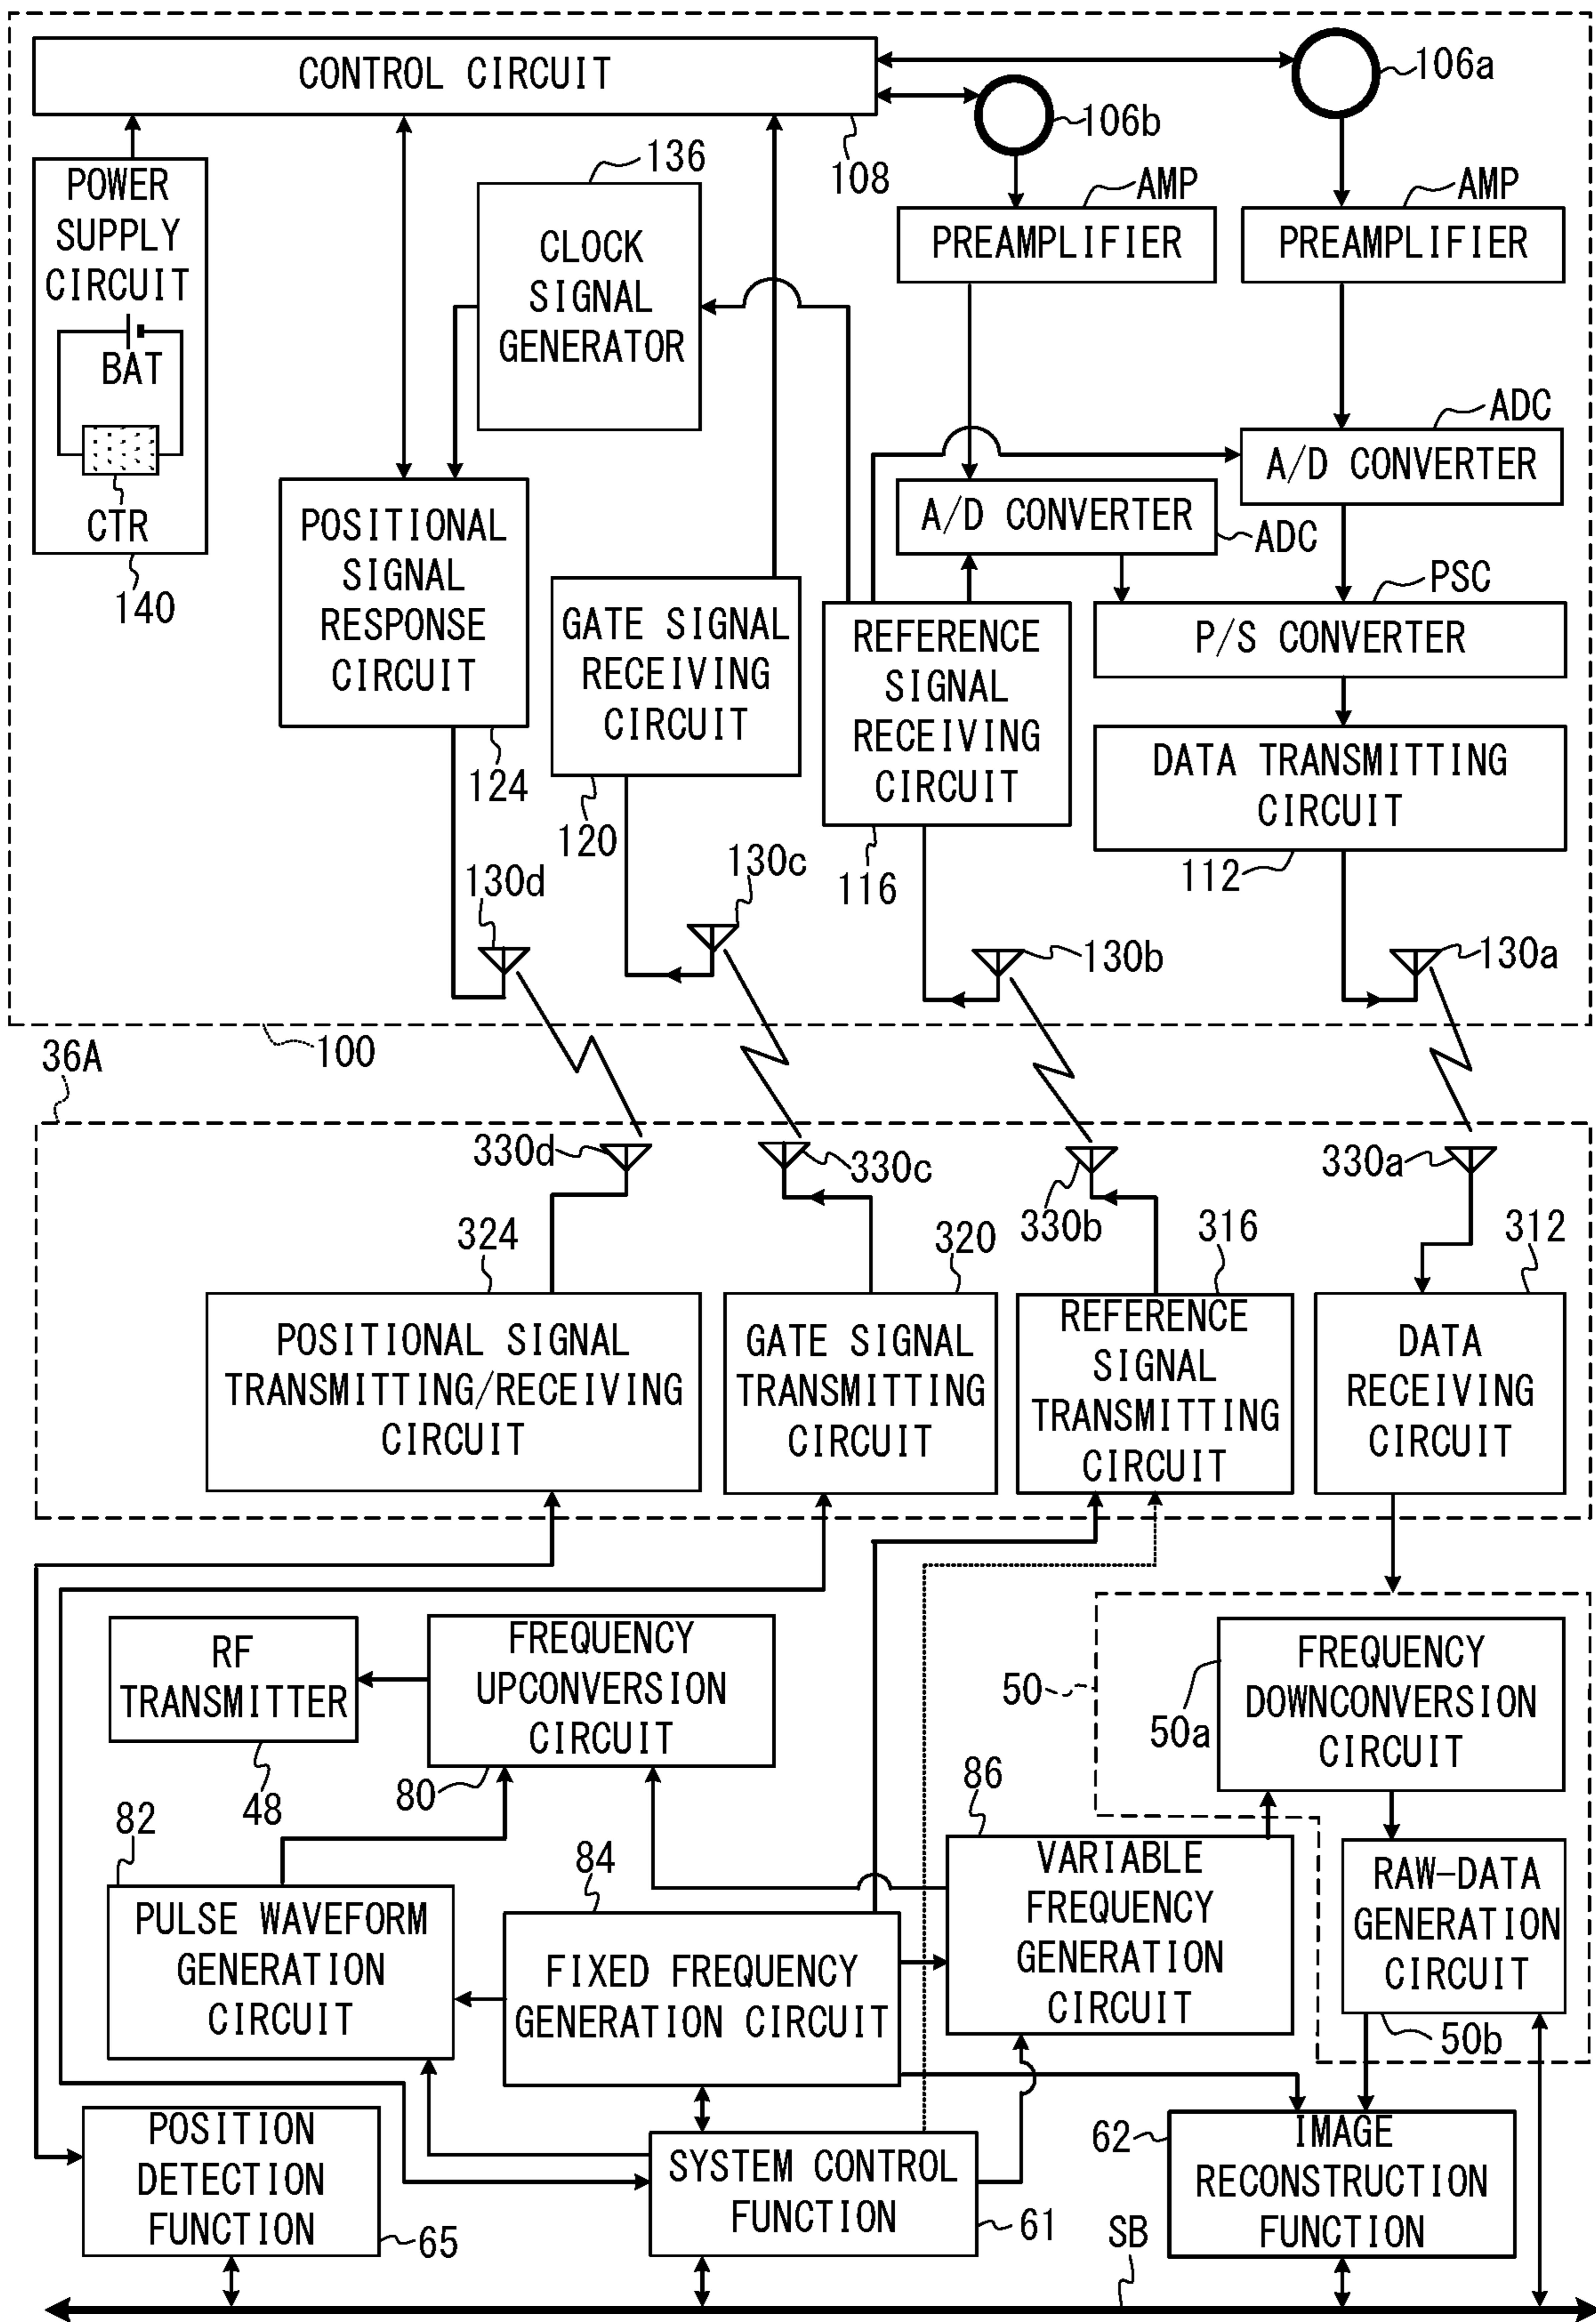 CONTROL CIRCUIT
106a
106b
108
136
AMP
AMP
POWER
SUPPLY
CIRCUIT
BAT
CTR
140
CLOCK
SIGNAL
GENERATOR
PREAMPLIFIER
PREAMPLIFIER
ADC
A/D CONVERTER
A/D CONVERTER
ADC
POSITIONAL
SIGNAL
RESPONSE
CIRCUIT
124
GATE SIGNAL
RECEIVING
CIRCUIT
120
REFERENCE
SIGNAL
RECEIVING
CIRCUIT
116
PSC
P/S CONVERTER
DATA TRANSMITTING
CIRCUIT
112
130d
130c
130b
130a
100
36A
330d
330c
330b
330a
324
320
316
312
POSITIONAL SIGNAL
TRANSMITTING/RECEIVING
CIRCUIT
GATE SIGNAL
TRANSMITTING
CIRCUIT
REFERENCE
SIGNAL
TRANSMITTING
CIRCUIT
DATA
RECEIVING
CIRCUIT
RF
TRANSMITTER
48
FREQUENCY
UPCONVERSION
CIRCUIT
80
50
50a
FREQUENCY
DOWNCONVERSION
CIRCUIT
82
84
86
PULSE WAVEFORM
GENERATION
CIRCUIT
FIXED FREQUENCY
GENERATION CIRCUIT
VARIABLE
FREQUENCY
GENERATION
CIRCUIT
RAW-DATA
GENERATION
CIRCUIT
50b
POSITION
DETECTION
FUNCTION
65
SYSTEM CONTROL
FUNCTION
61
62
IMAGE
RECONSTRUCTION
FUNCTION
SB